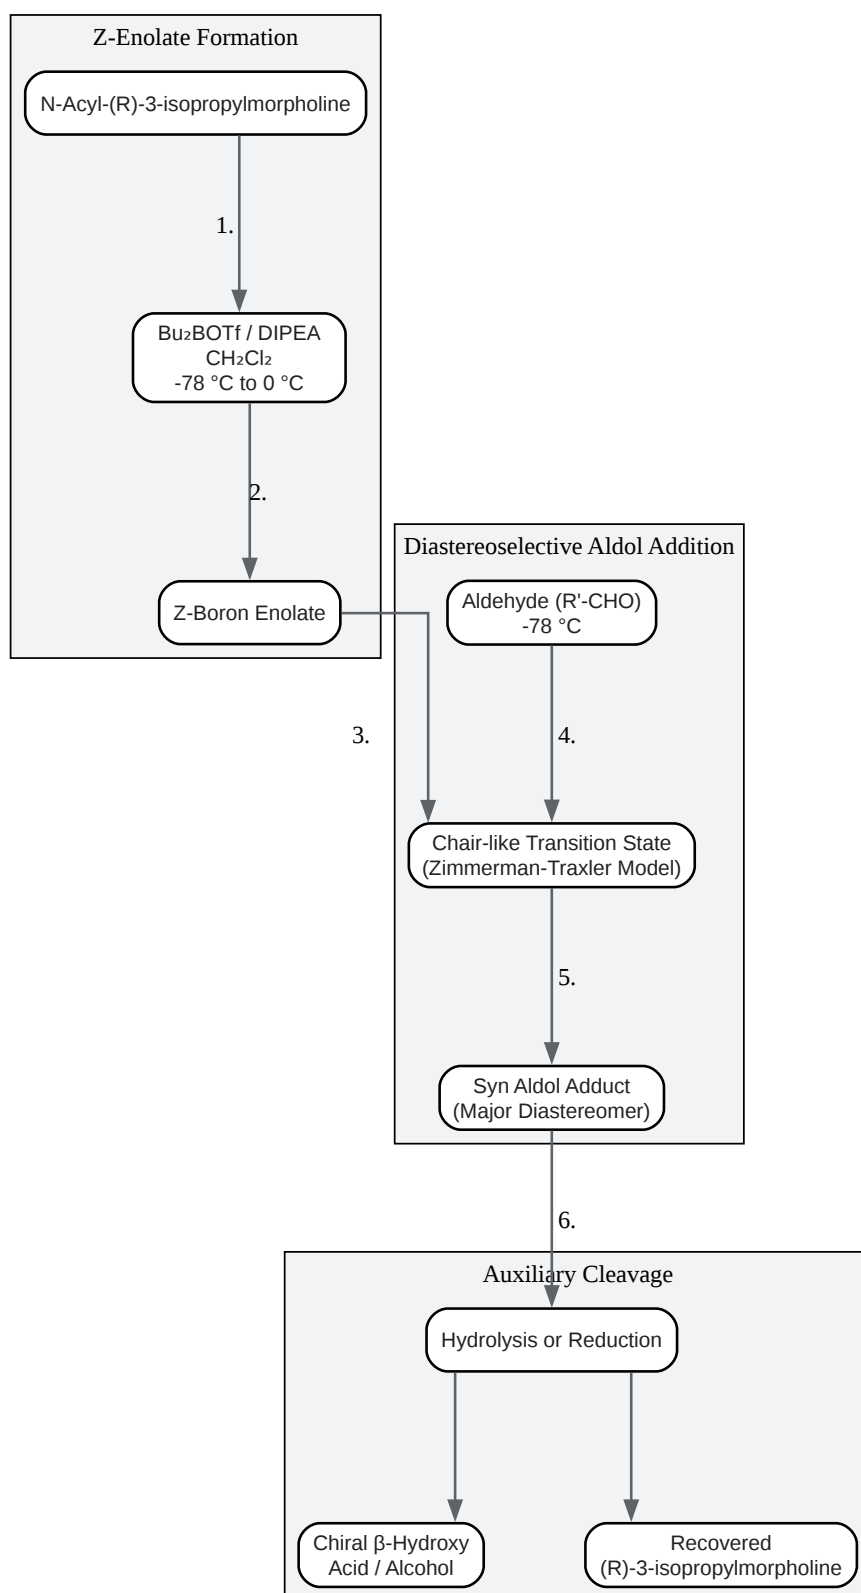 Z-Enolate Formation
N-Acyl-(R)-3-isopropylmorpholine
1.
Bu₂BOTf / DIPEA
CH₂Cl₂
-78 °C to 0 °C
2.
Z-Boron Enolate
Diastereoselective Aldol Addition
Aldehyde (R'-CHO)
-78 °C
3.
4.
Chair-like Transition State
(Zimmerman-Traxler Model)
5.
Syn Aldol Adduct
(Major Diastereomer)
6.
Auxiliary Cleavage
Hydrolysis or Reduction
Chiral β-Hydroxy
Acid / Alcohol
Recovered
(R)-3-isopropylmorpholine